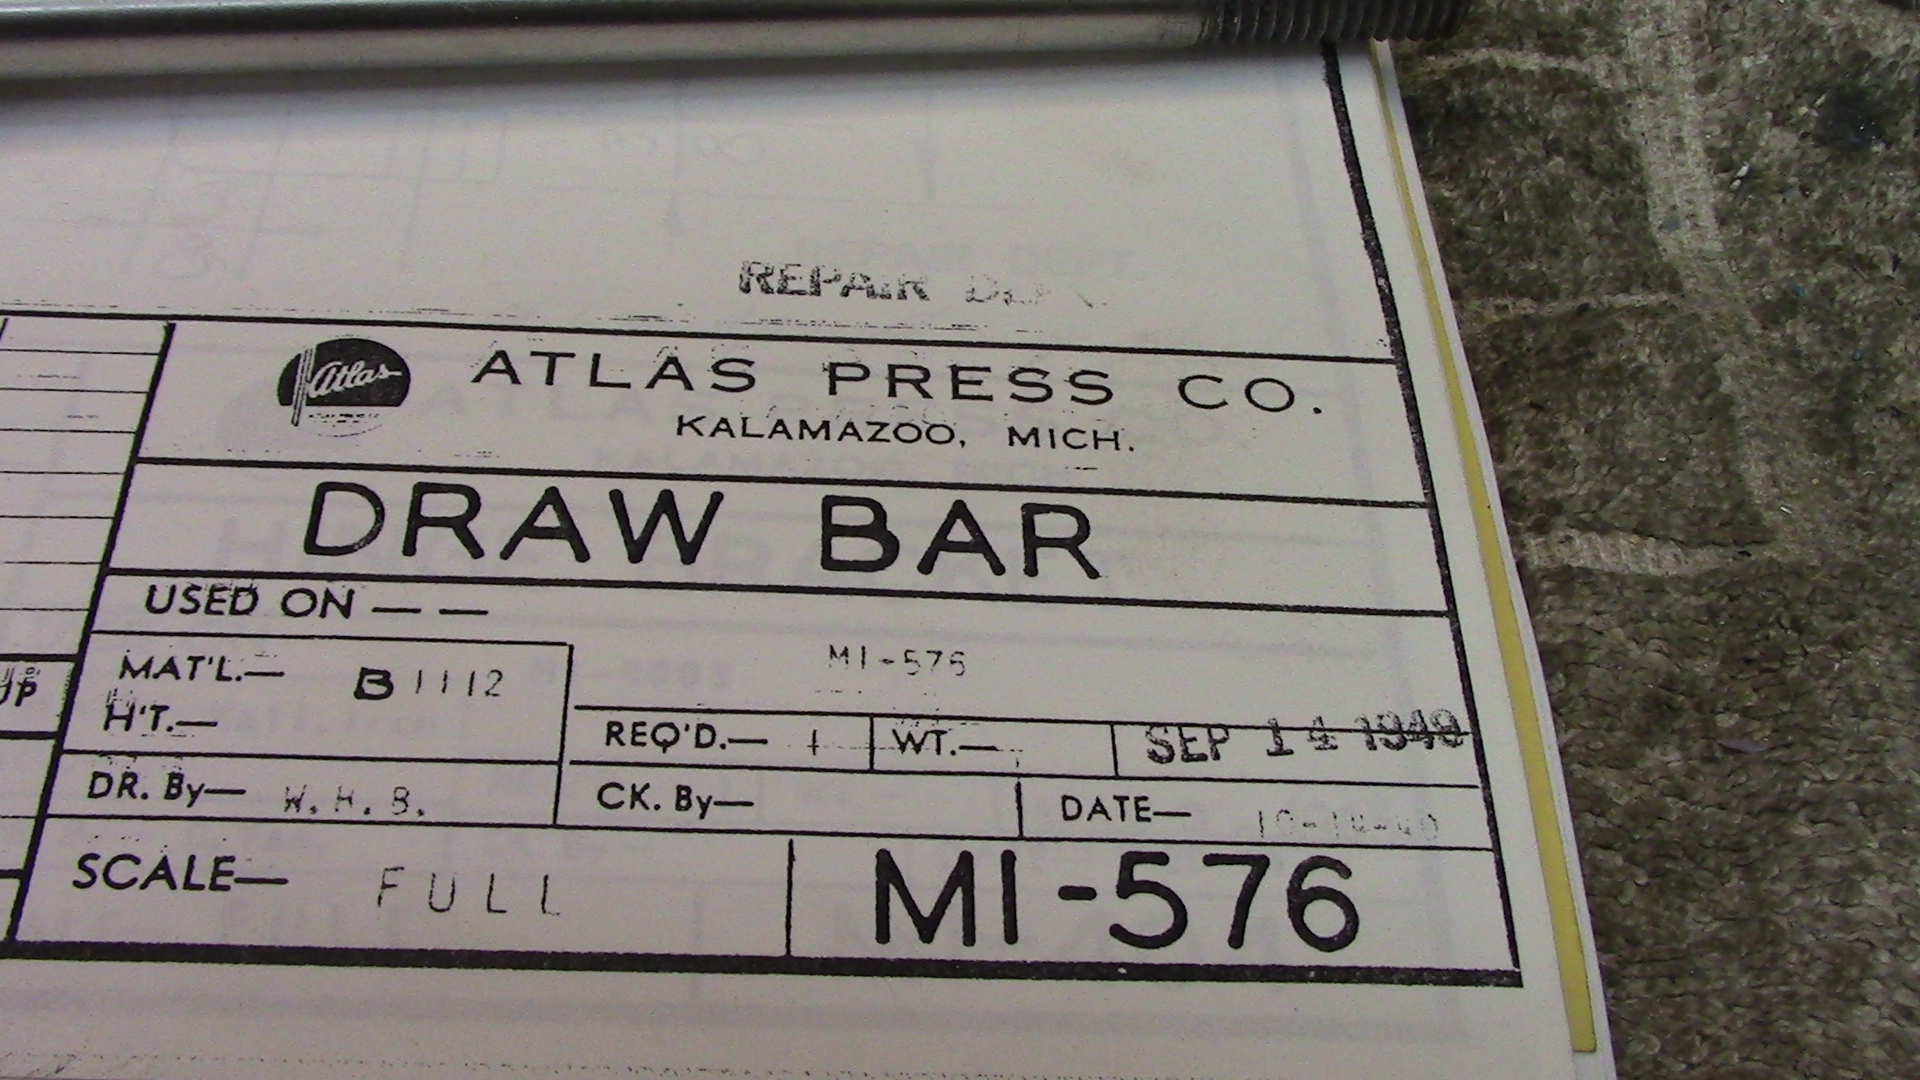 REPAIR
Atlas
ATLAS PRESS CO.
KALAMAZOO, MICH.
DRAW BAR
USED ON — —
MI-576
MAT'L.— B1112
H'T.—
REQ'D.— 1 WT.— SEP 14 1949
DR. By— W. H. B. CK. By— DATE—
SCALE— FULL MI-576